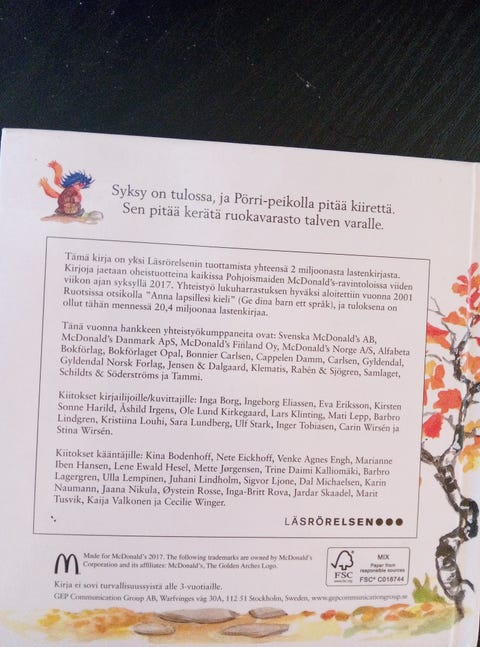 Syksy on tulossa, ja Pörri-peikolla pitää kiirettä.
Sen pitää kerätä ruokavarasto talven varalle.
Tämä kirja on yksi Läsrörelsenin tuottamista yhteensä 2 miljoonasta lastenkirjasta.
Kirjoja jaetaan oheistuotteina kaikissa Pohjoismaiden McDonald's-ravintoloissa viiden
viikon ajan syksyllä 2017. Yhteistyö lukuharrastuksen hyväksi aloitettiin vuonna 2001
Ruotsissa otsikolla "Anna lapsillesi kieli" (Ge dina barn ett språk), ja tuloksena on
ollut tähän mennessä 20,4 miljoonaa lastenkirjaa.
Tänä vuonna hankkeen yhteistyökumppaneita ovat: Svenska McDonald's AB,
McDonald's Danmark ApS, McDonald's Finland Oy, McDonald's Norge A/S, Alfabeta
Bokförlag, Bokförlaget Opal, Bonnier Carlsen, Cappelen Damm, Carlsen, Gyldendal,
Gyldendal Norsk Forlag, Jensen & Dalgaard, Klematis, Rabén & Sjögren, Samlaget,
Schildts & Söderströms ja Tammi.
Kiitokset kirjailijoille/kuvittajille: Inga Borg, Ingeborg Eliassen, Eva Eriksson, Kirsten
Sonne Harild, Åshild Irgens, Ole Lund Kirkegaard, Lars Klinting, Mati Lepp, Barbro
Lindgren, Kristiina Louhi, Sara Lundberg, Ulf Stark, Inger Tobiasen, Carin Wirsén ja
Stina Wirsén.
Kiitokset kääntäjille: Kina Bodenhoff, Nete Eickhoff, Venke Agnes Engh, Marianne
Iben Hansen, Lene Ewald Hesel, Mette Jørgensen, Trine Daimi Kalliomäki, Barbro
Lagergren, Ulla Lempinen, Juhani Lindholm, Sigvor Ljone, Dal Michaelsen, Karin
Naumann, Jaana Nikula, Øystein Rosse, Inga-Britt Rova, Jardar Skaadel, Marit
Tusvik, Kaija Valkonen ja Cecilie Winger.
LÄSRÖRELSEN
Made for McDonald's 2017. The following trademarks are owned by McDonald's
Corporation and its affiliates: McDonald's, The Golden Arches Logo.
Kirja ei sovi turvallisuussyistä alle 3-vuotiaille.
GEP Communication Group AB, Warfvinges väg 30A, 112 51 Stockholm, Sweden, www.gepcommunicationgroup.se
FSC
www.fsc.org
MIX
Paper from
responsible sources
FSC® C016744